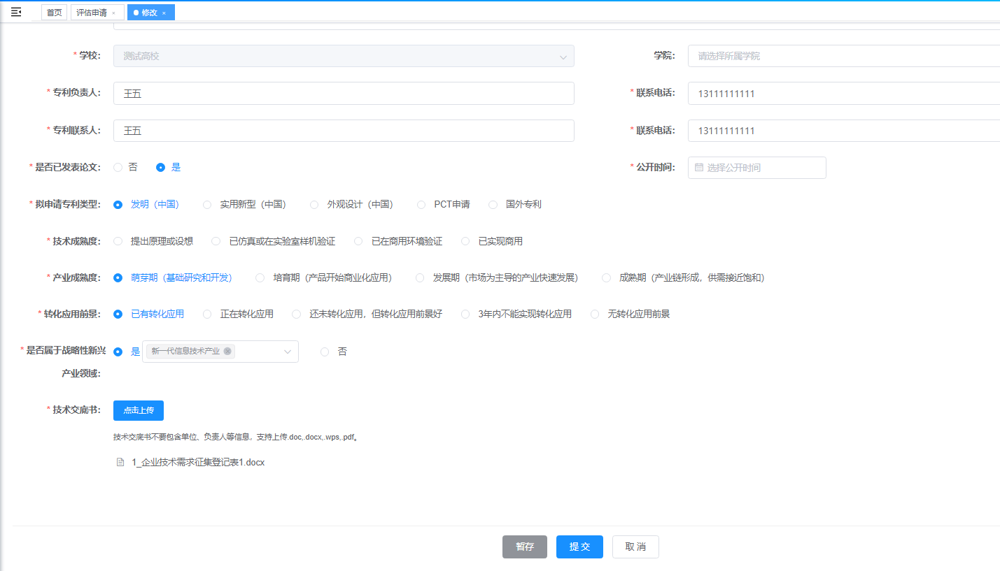 首页 评估申请 × 修改 ×
* 学校： 测试高校 学院： 请选择所属学院
* 专利负责人： 王五 * 联系电话： 13111111111
* 专利联系人： 王五 * 联系电话： 13111111111
* 是否已发表论文： 否 是 * 公开时间： 选择公开时间
* 拟申请专利类型： 发明（中国） 实用新型（中国） 外观设计（中国） PCT申请 国外专利
* 技术成熟度： 提出原理或设想 已仿真或在实验室样机验证 已在商用环境验证 已实现商用
* 产业成熟度： 萌芽期（基础研究和开发） 培育期（产品开始商业化应用） 发展期（市场为主导的产业快速发展） 成熟期（产业链形成，供需接近饱和）
* 转化应用前景： 已有转化应用 正在转化应用 还未转化应用，但转化应用前景好 3年内不能实现转化应用 无转化应用前景
* 是否属于战略性新兴 是 新一代信息技术产业 否
产业领域：
* 技术交底书： 点击上传
技术交底书不要包含单位、负责人等信息，支持上传.doc,.docx,.wps,.pdf。
1_企业技术需求征集登记表1.docx
暂存 提 交 取 消